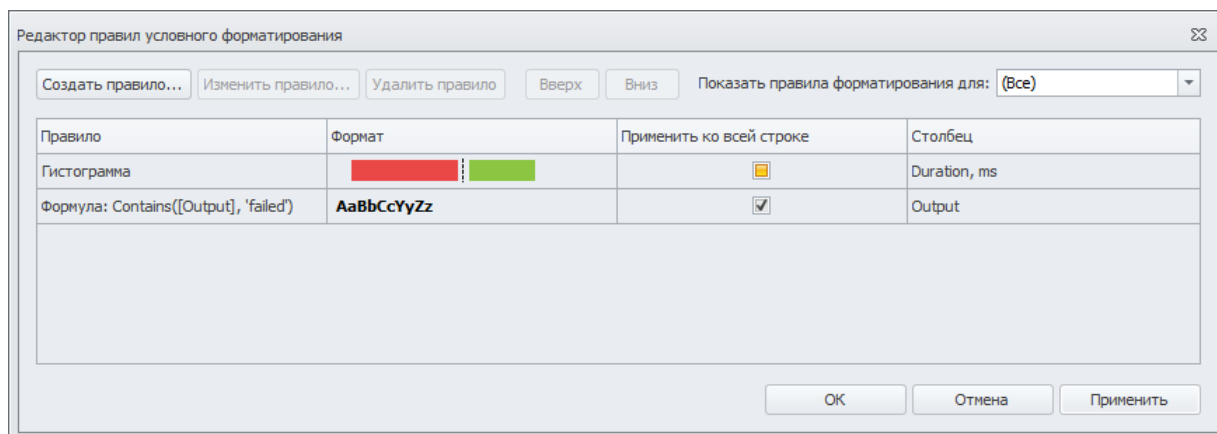 Редактор правил условного форматирования
Создать правило... Изменить правило... Удалить правило Вверх Вниз Показать правила форматирования для: (Все)
Правило Формат Применить ко всей строке Столбец
Гистограмма Duration, ms
Формула: Contains([Output], 'failed') AaBbCcYyZz Output
ОК Отмена Применить